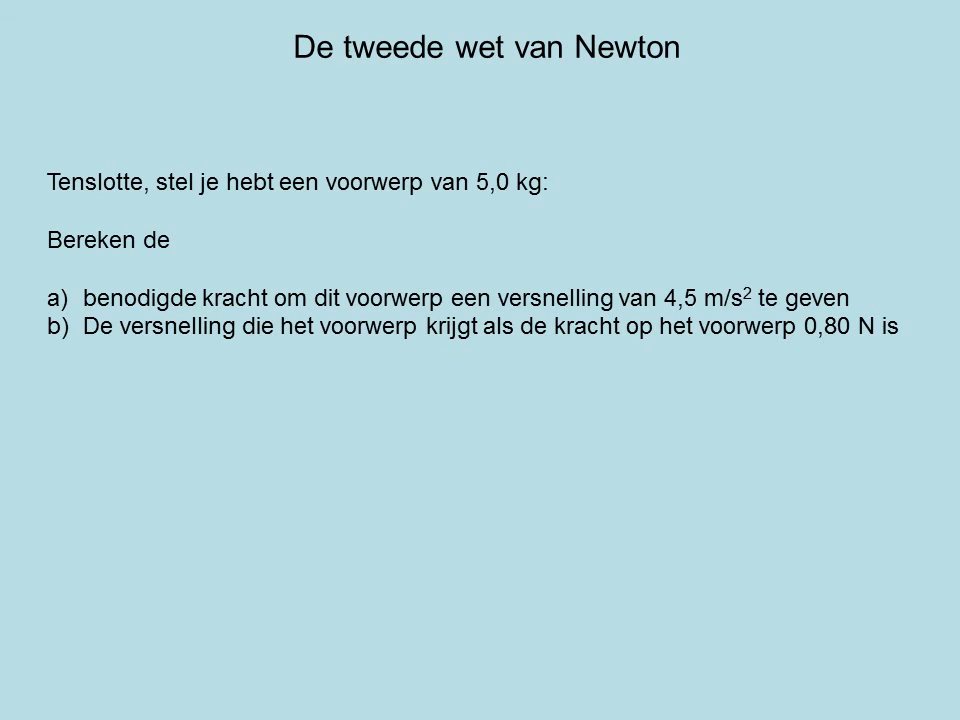 De tweede wet van Newton
Tenslotte, stel je hebt een voorwerp van 5,0 kg:
Bereken de
a) benodigde kracht om dit voorwerp een versnelling van 4,5 m/s² te geven
b) De versnelling die het voorwerp krijgt als de kracht op het voorwerp 0,80 N is